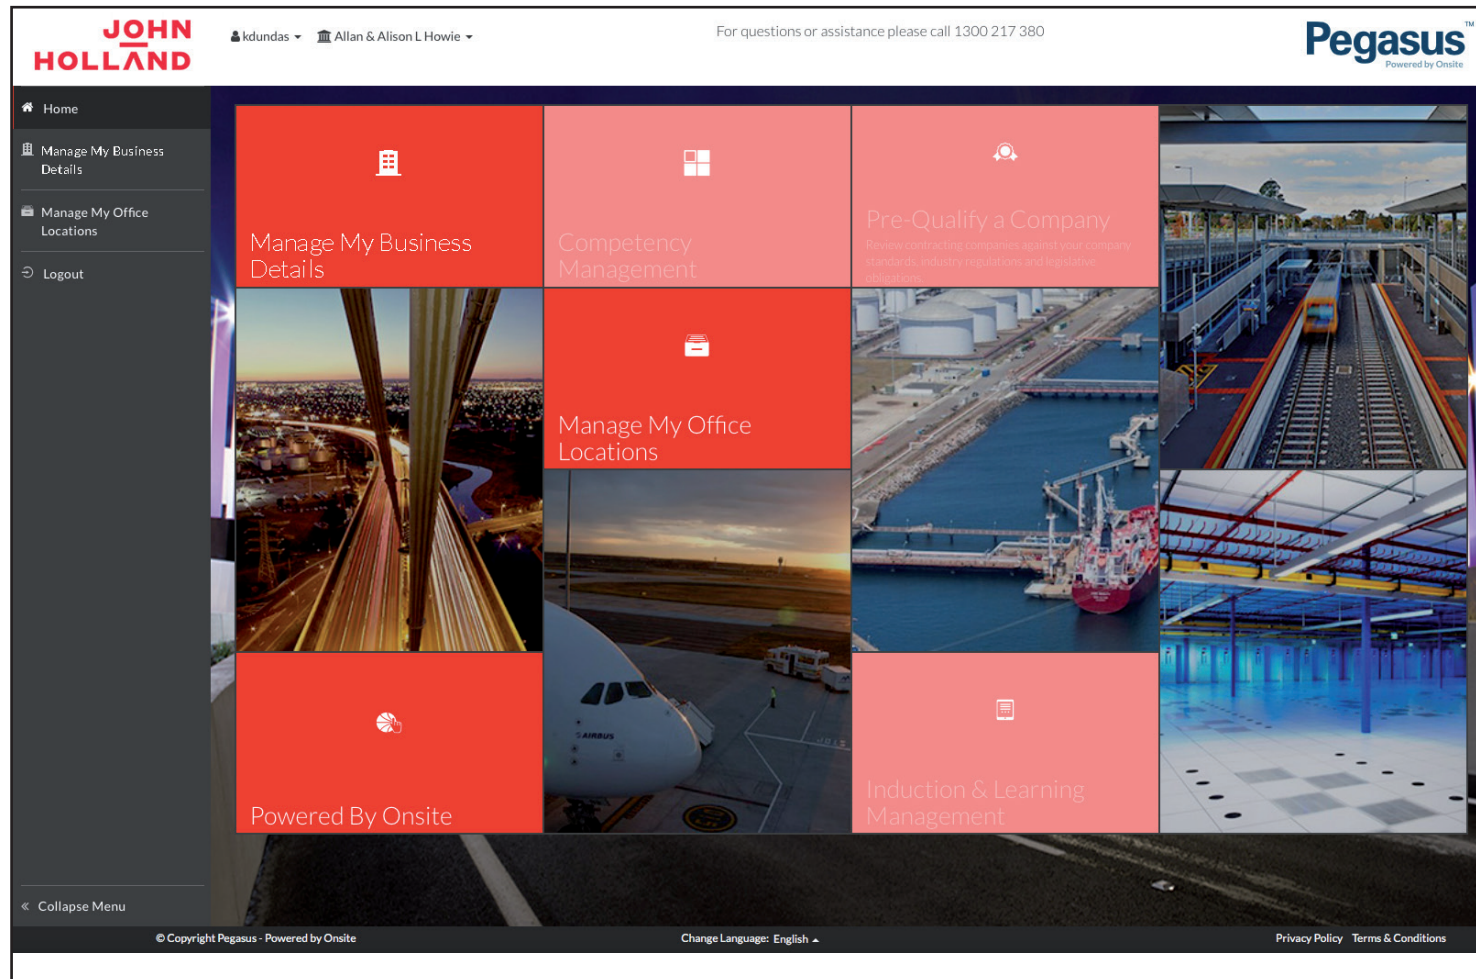 JOHN
HOLLAND
kdundas
Allan & Alison L Howie
For questions or assistance please call 1300 217 380
Pegasus™
Powered by Onsite
Home
Manage My Business
Details
Manage My Office
Locations
Logout
Manage My Business
Details
Competency
Management
Pre-Qualify a Company
Review contracting companies against your company
standards, industry regulations and legislative
obligations.
Manage My Office
Locations
AIRBUS
Powered By Onsite
Induction & Learning
Management
« Collapse Menu
© Copyright Pegasus - Powered by Onsite
Change Language: English
Privacy Policy Terms & Conditions